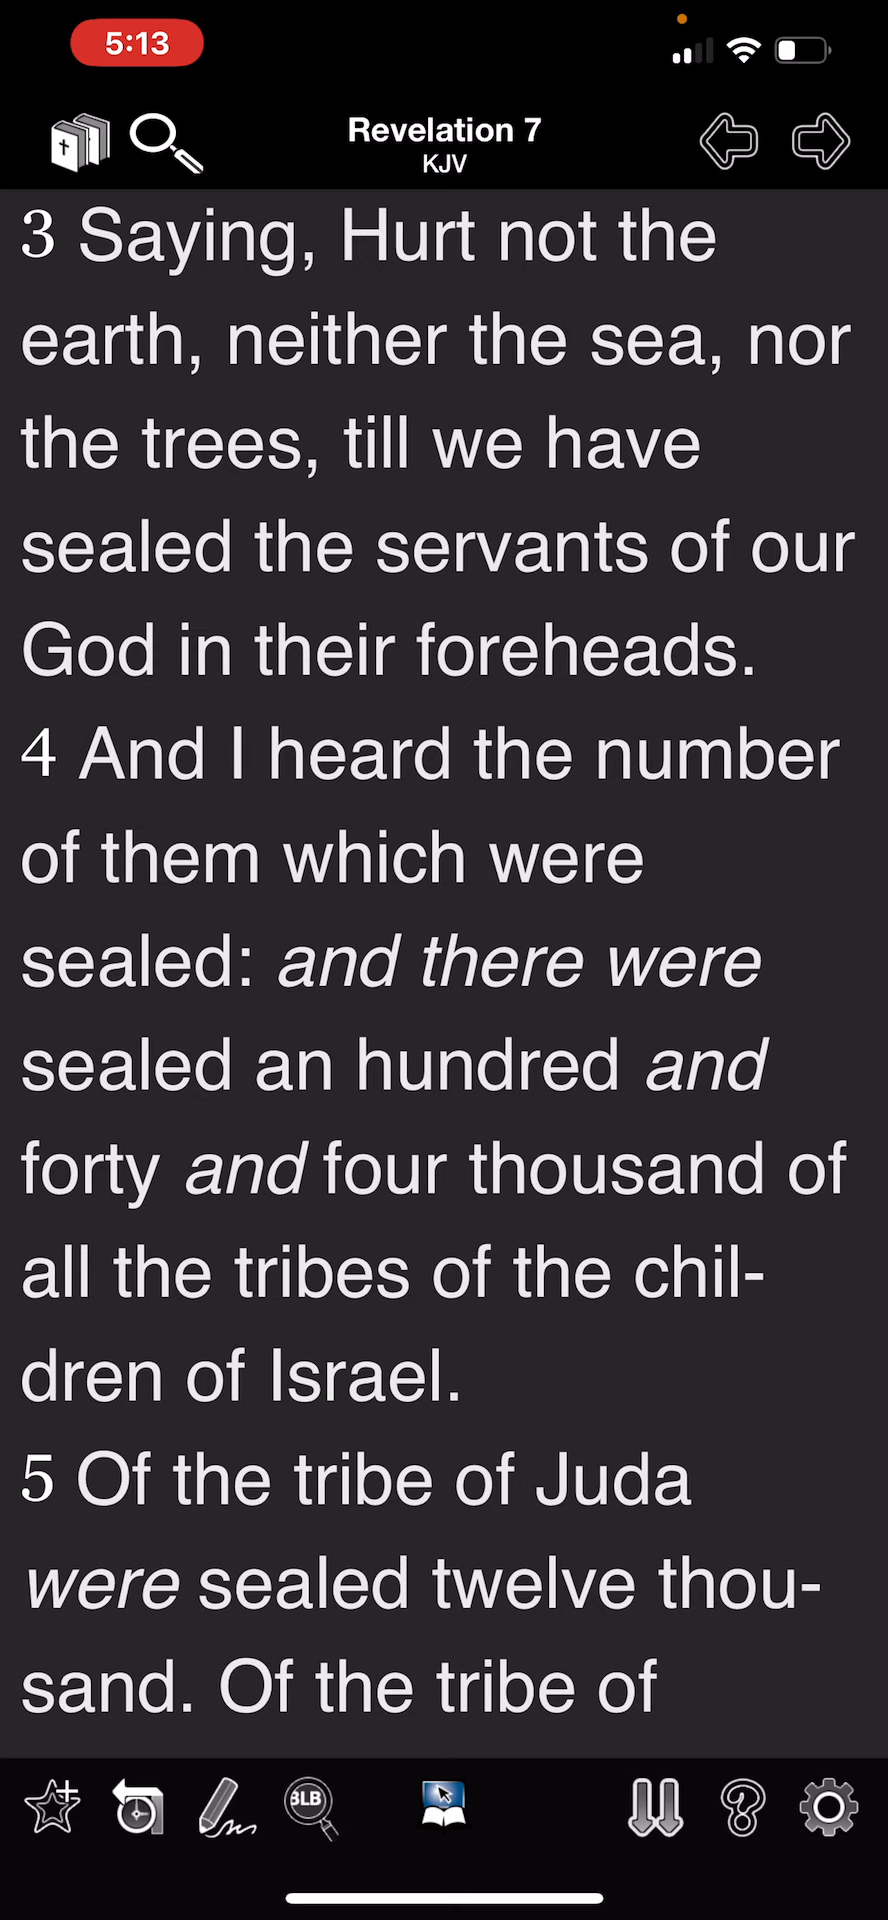 5:13
Revelation 7
KJV
3 Saying, Hurt not the
earth, neither the sea, nor
the trees, till we have
sealed the servants of our
God in their foreheads.
4 And I heard the number
of them which were
sealed: and there were
sealed an hundred and
forty and four thousand of
all the tribes of the chil-
dren of Israel.
5 Of the tribe of Juda
were sealed twelve thou-
sand. Of the tribe of
BLB